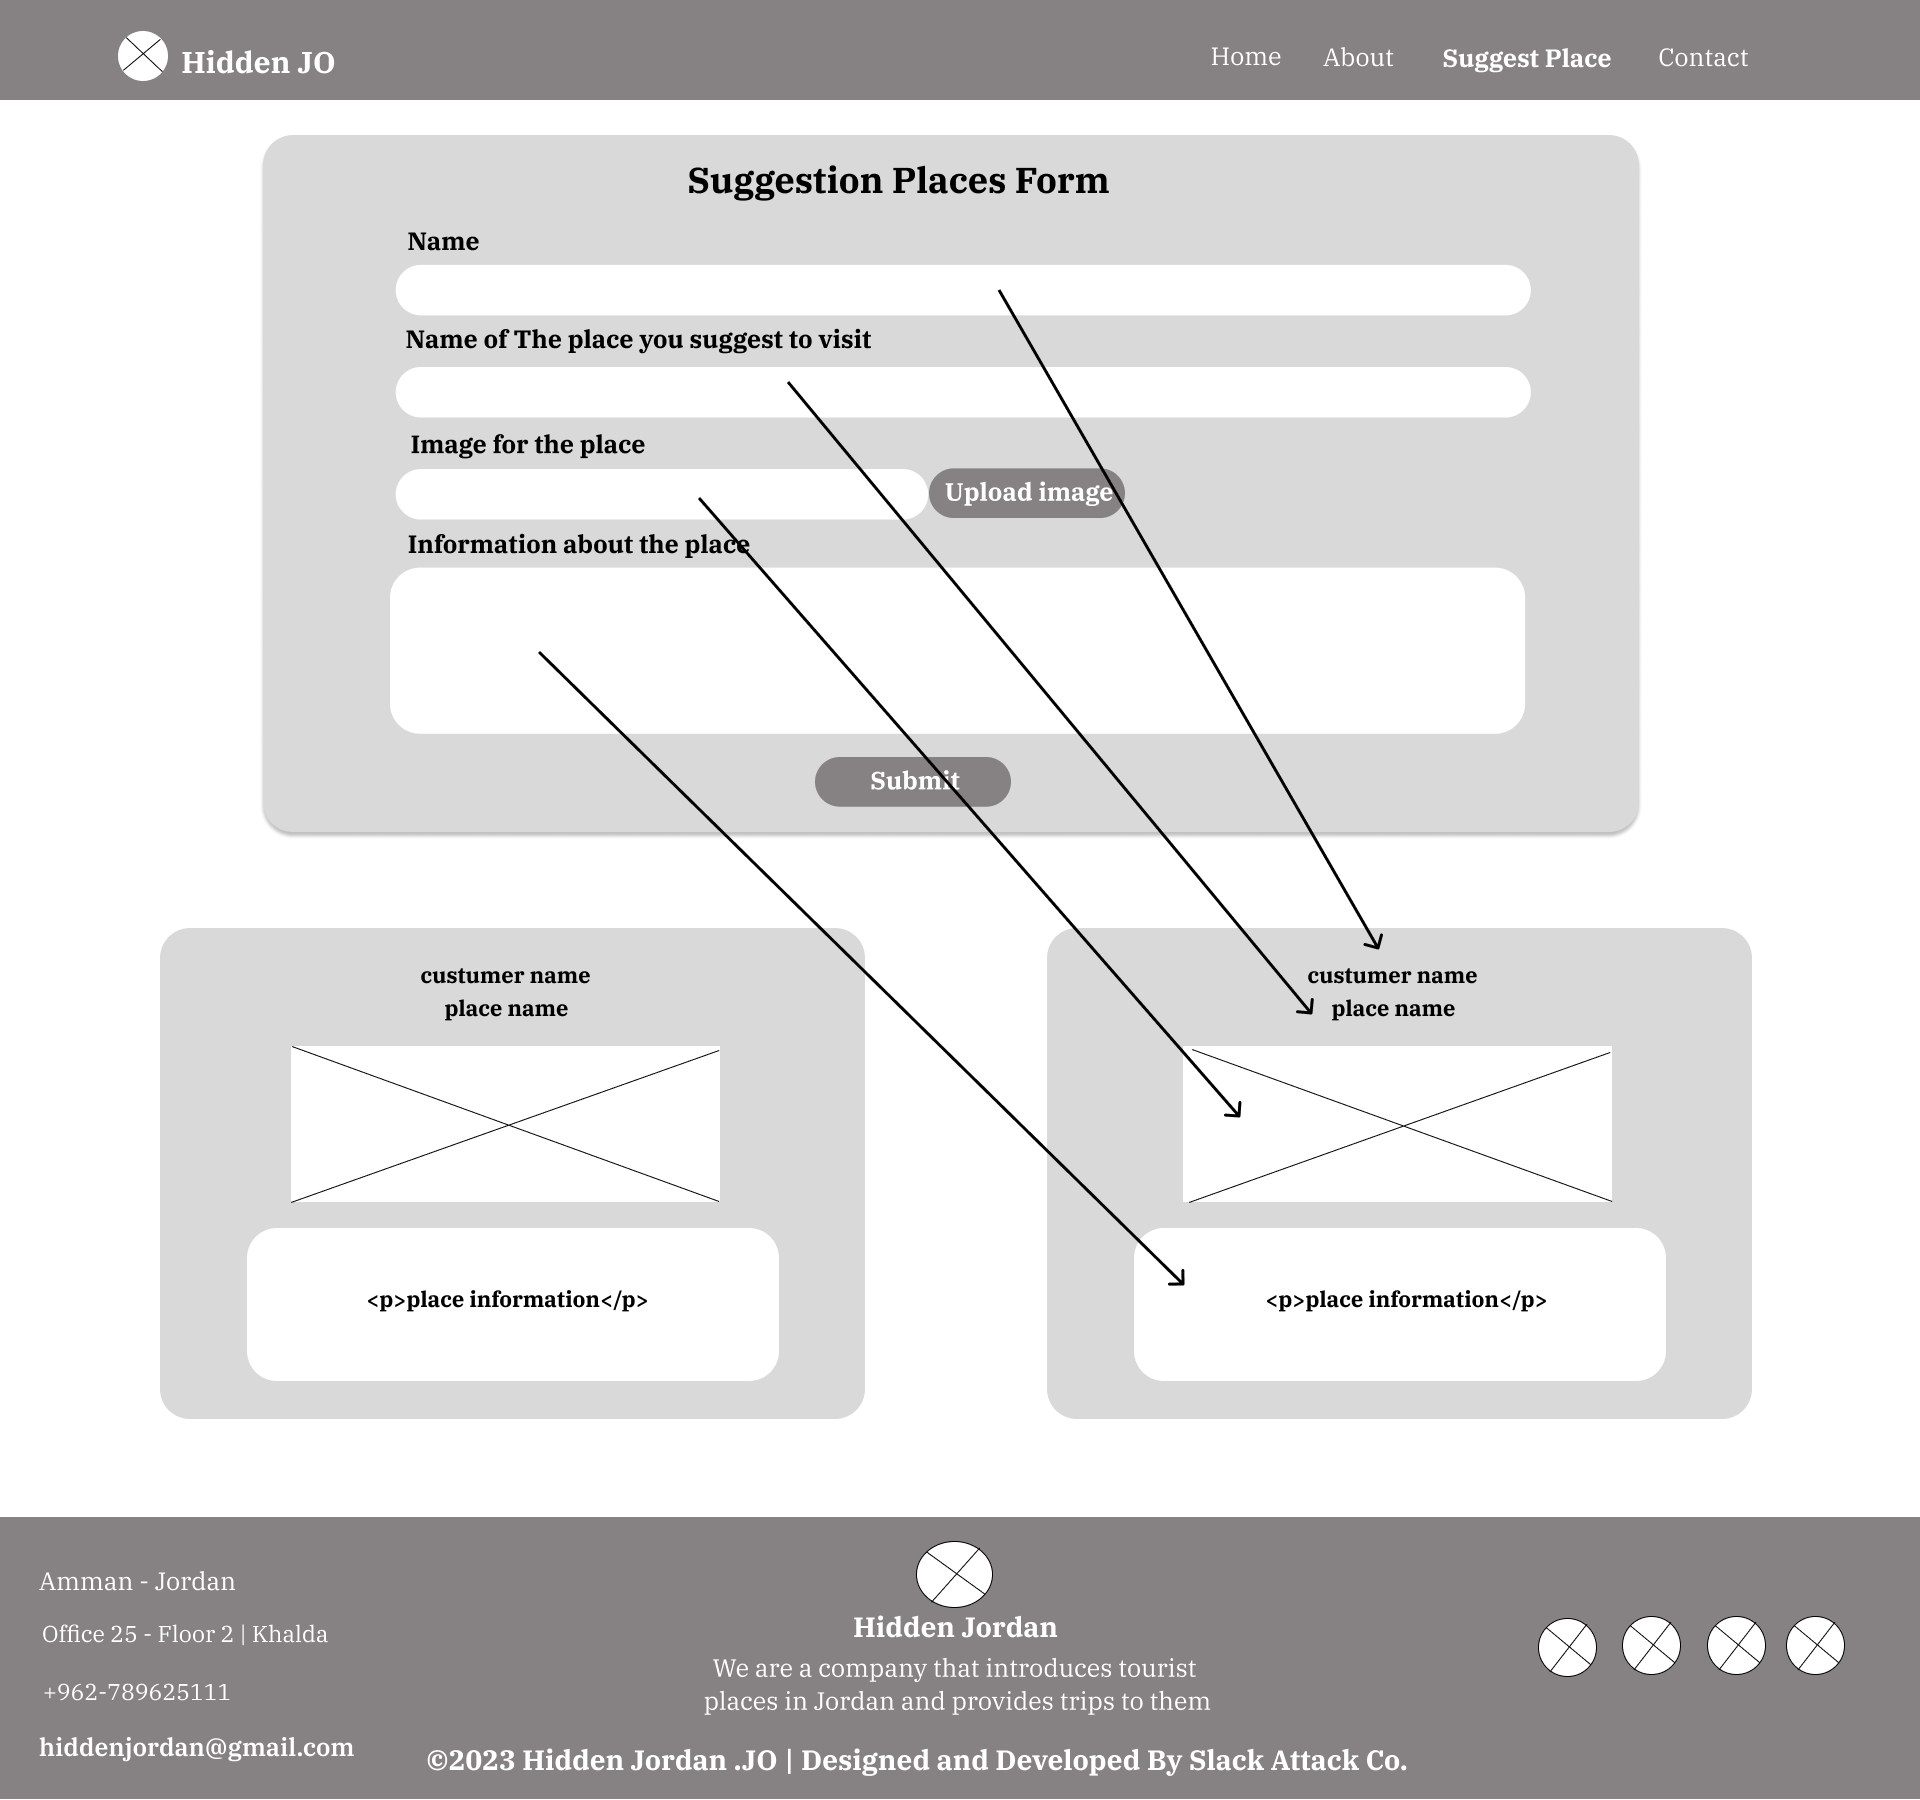 Hidden JO
Home
About
Suggest Place
Contact
Suggestion Places Form
Name
Name of The place you suggest to visit
Image for the place
Upload image
Information about the place
Submit
custumer name
place name
<p>place information</p>
custumer name
place name
<p>place information</p>
Amman - Jordan
Office 25 - Floor 2 | Khalda
+962-789625111
hiddenjordan@gmail.com
Hidden Jordan
We are a company that introduces tourist
places in Jordan and provides trips to them
©2023 Hidden Jordan .JO | Designed and Developed By Slack Attack Co.